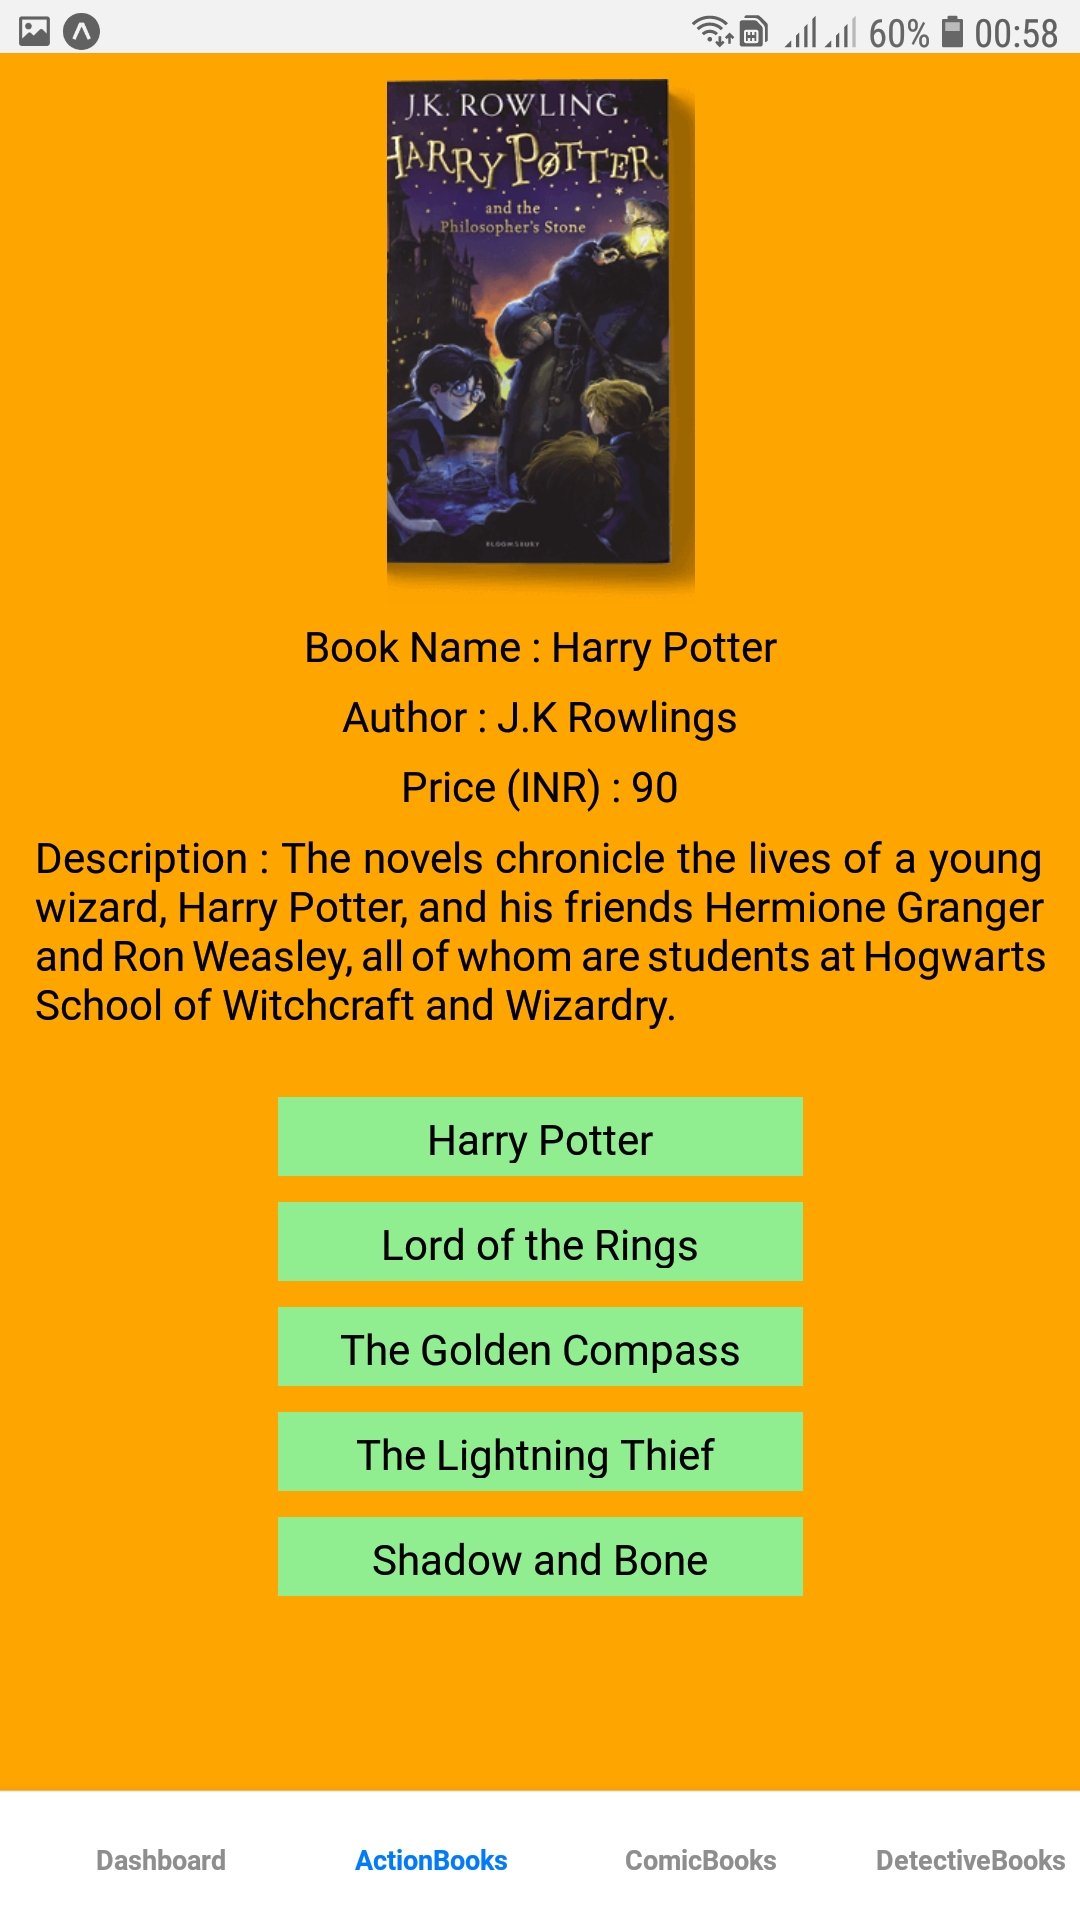 60% 00:58
J.K. ROWLING
HARRY POTTER
and the
Philosopher's Stone
BLOOMSBURY
Book Name : Harry Potter
Author : J.K Rowlings
Price (INR) : 90
Description : The novels chronicle the lives of a young
wizard, Harry Potter, and his friends Hermione Granger
and Ron Weasley, all of whom are students at Hogwarts
School of Witchcraft and Wizardry.
Harry Potter
Lord of the Rings
The Golden Compass
The Lightning Thief
Shadow and Bone
Dashboard ActionBooks ComicBooks DetectiveBooks